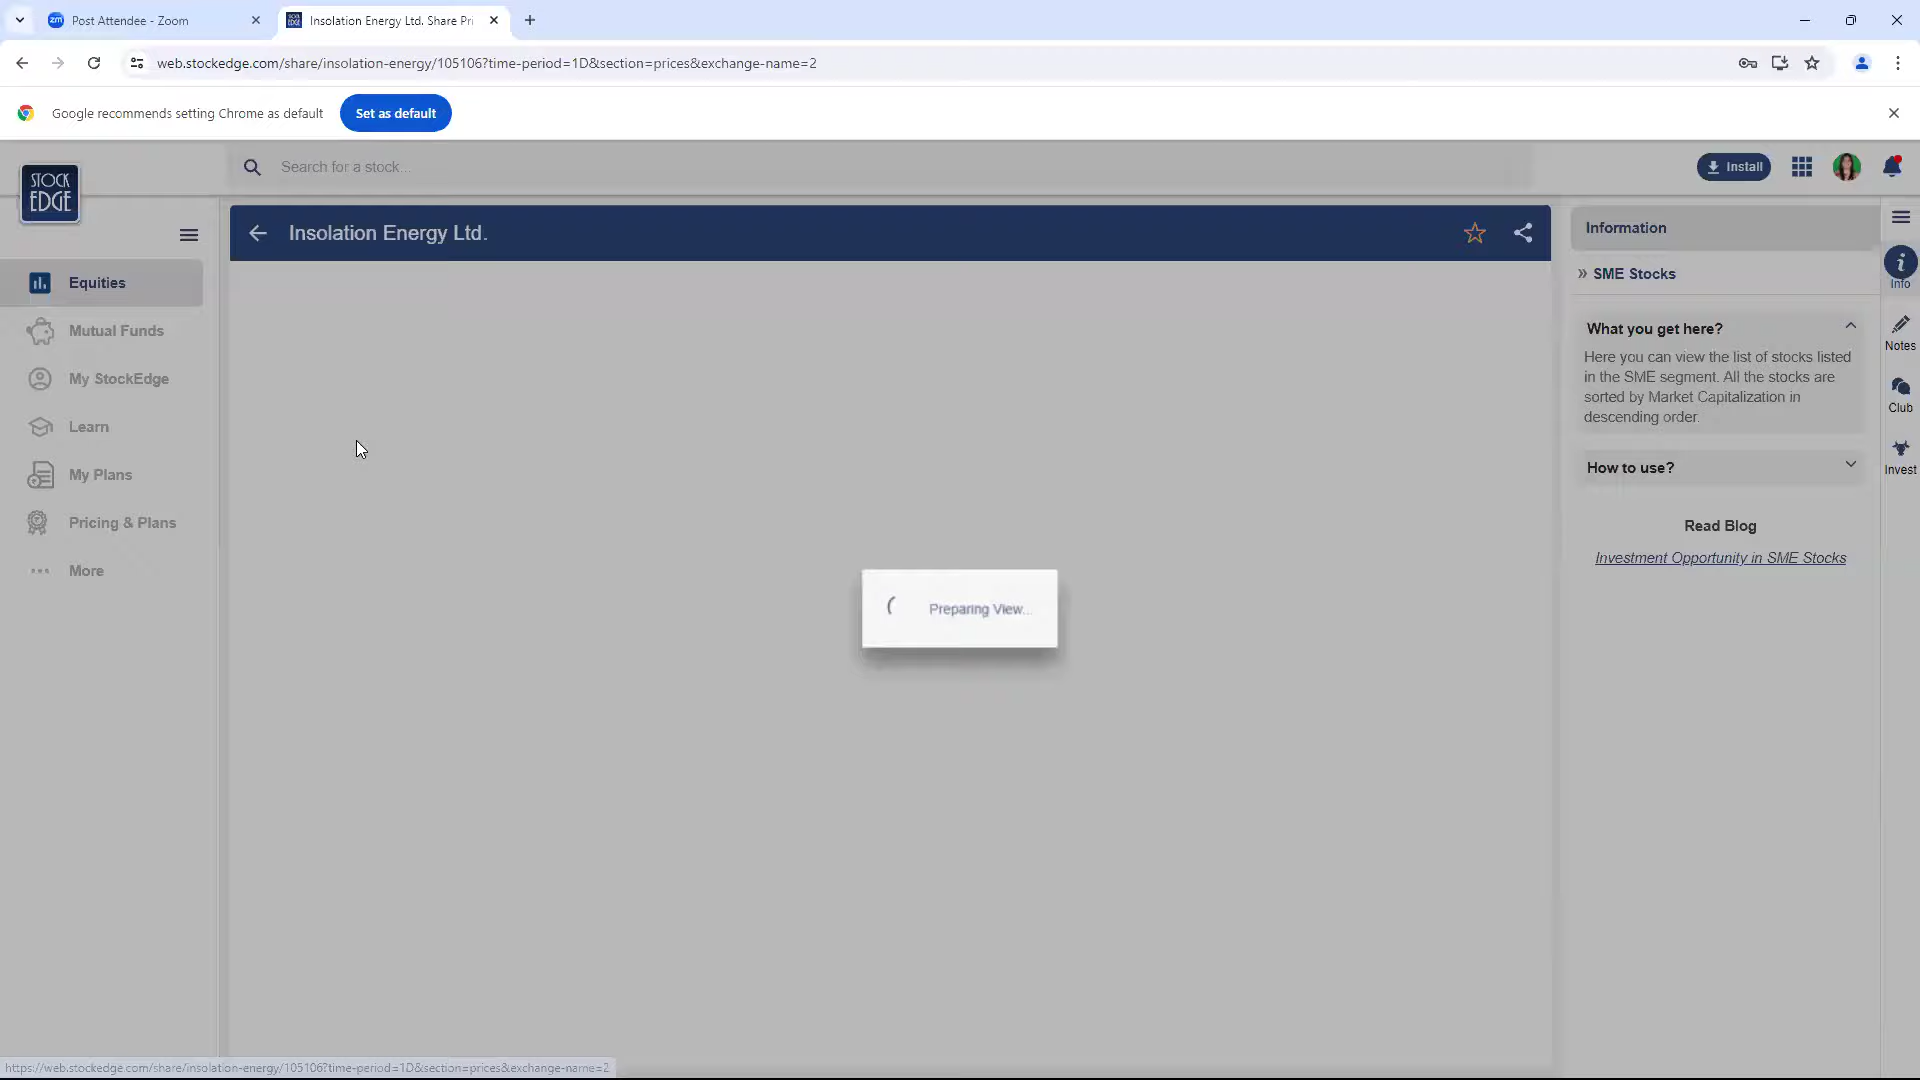 zm Post Attendee - Zoom
Insolation Energy Ltd. Share Pri
web.stockedge.com/share/insolation-energy/105106?time-period=1D&section=prices&exchange-name=2
Google recommends setting Chrome as default
Set as default
STOCK
EDGE
Search for a stock...
Install
Insolation Energy Ltd.
Equities
Mutual Funds
My StockEdge
Learn
My Plans
Pricing & Plans
More
Preparing View...
Information
» SME Stocks
What you get here?
Here you can view the list of stocks listed
in the SME segment. All the stocks are
sorted by Market Capitalization in
descending order.
How to use?
Read Blog
Investment Opportunity in SME Stocks
Info
Notes
Club
Invest
https://web.stockedge.com/share/insolation-energy/105106?time-period=1D&section=prices&exchange-name=2